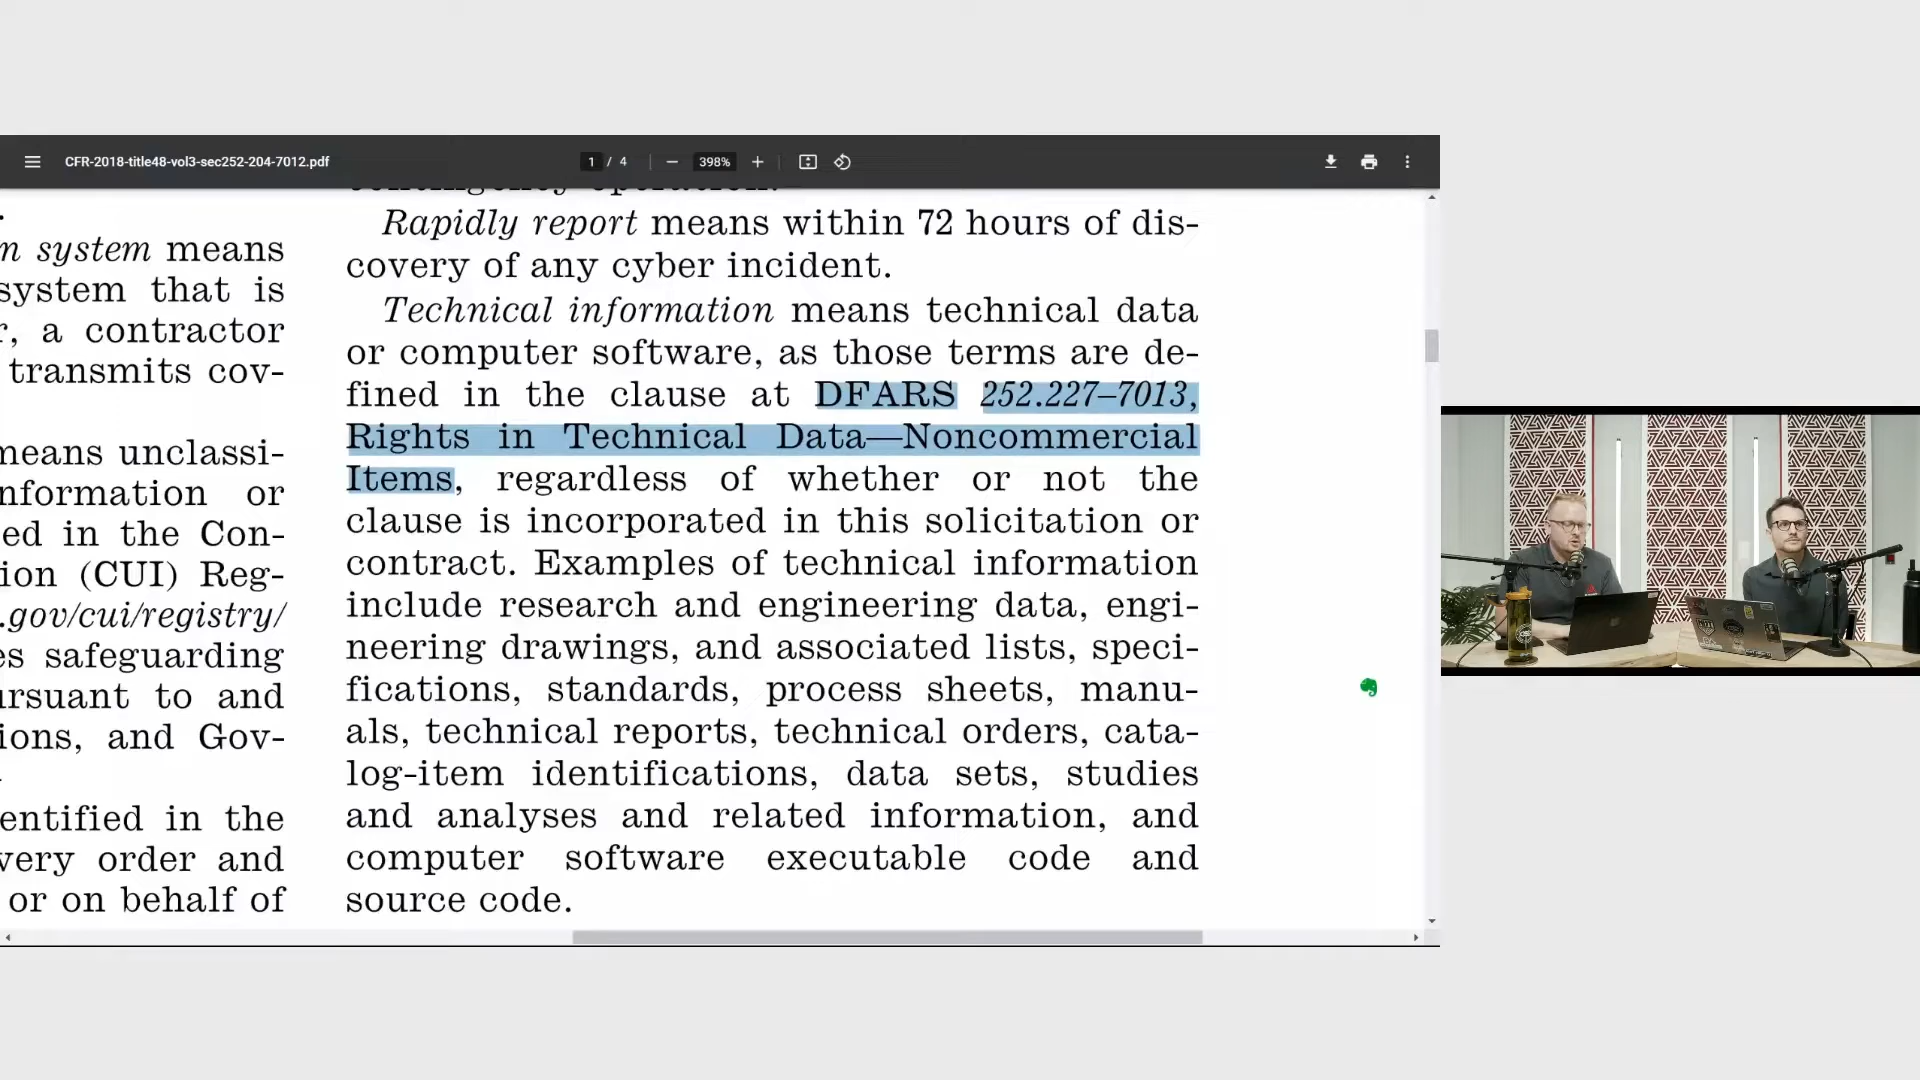 CFR-2018-title48-vol3-sec252-204-7012.pdf
1 / 4
398%
.
n system means
system that is
r, a contractor
transmits cov-
means unclassi-
nformation or
ed in the Con-
ion (CUI) Reg-
.gov/cui/registry/
es safeguarding
ursuant to and
ions, and Gov-
entified in the
very order and
or on behalf of
contingency operation.
Rapidly report means within 72 hours of dis-
covery of any cyber incident.
Technical information means technical data
or computer software, as those terms are de-
fined in the clause at DFARS 252.227–7013,
Rights in Technical Data—Noncommercial
Items, regardless of whether or not the
clause is incorporated in this solicitation or
contract. Examples of technical information
include research and engineering data, engi-
neering drawings, and associated lists, speci-
fications, standards, process sheets, manu-
als, technical reports, technical orders, cata-
log-item identifications, data sets, studies
and analyses and related information, and
computer software executable code and
source code.